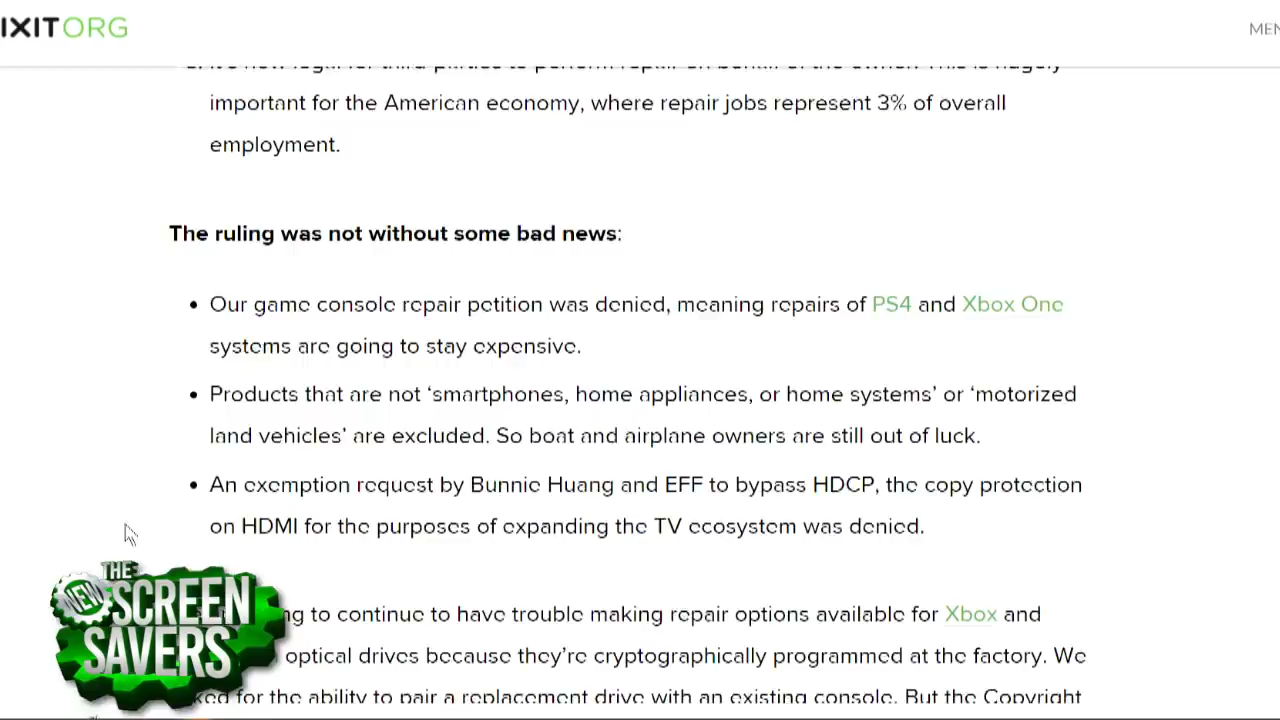 IXITORG
MEN
important for the American economy, where repair jobs represent 3% of overall
employment.
The ruling was not without some bad news:
• Our game console repair petition was denied, meaning repairs of PS4 and Xbox One
systems are going to stay expensive.
• Products that are not ‘smartphones, home appliances, or home systems’ or ‘motorized
land vehicles’ are excluded. So boat and airplane owners are still out of luck.
• An exemption request by Bunnie Huang and EFF to bypass HDCP, the copy protection
on HDMI for the purposes of expanding the TV ecosystem was denied.
ng to continue to have trouble making repair options available for Xbox and
optical drives because they’re cryptographically programmed at the factory. We
ked for the ability to pair a replacement drive with an existing console. But the Copyright
THE
NEW SCREEN
SAVERS